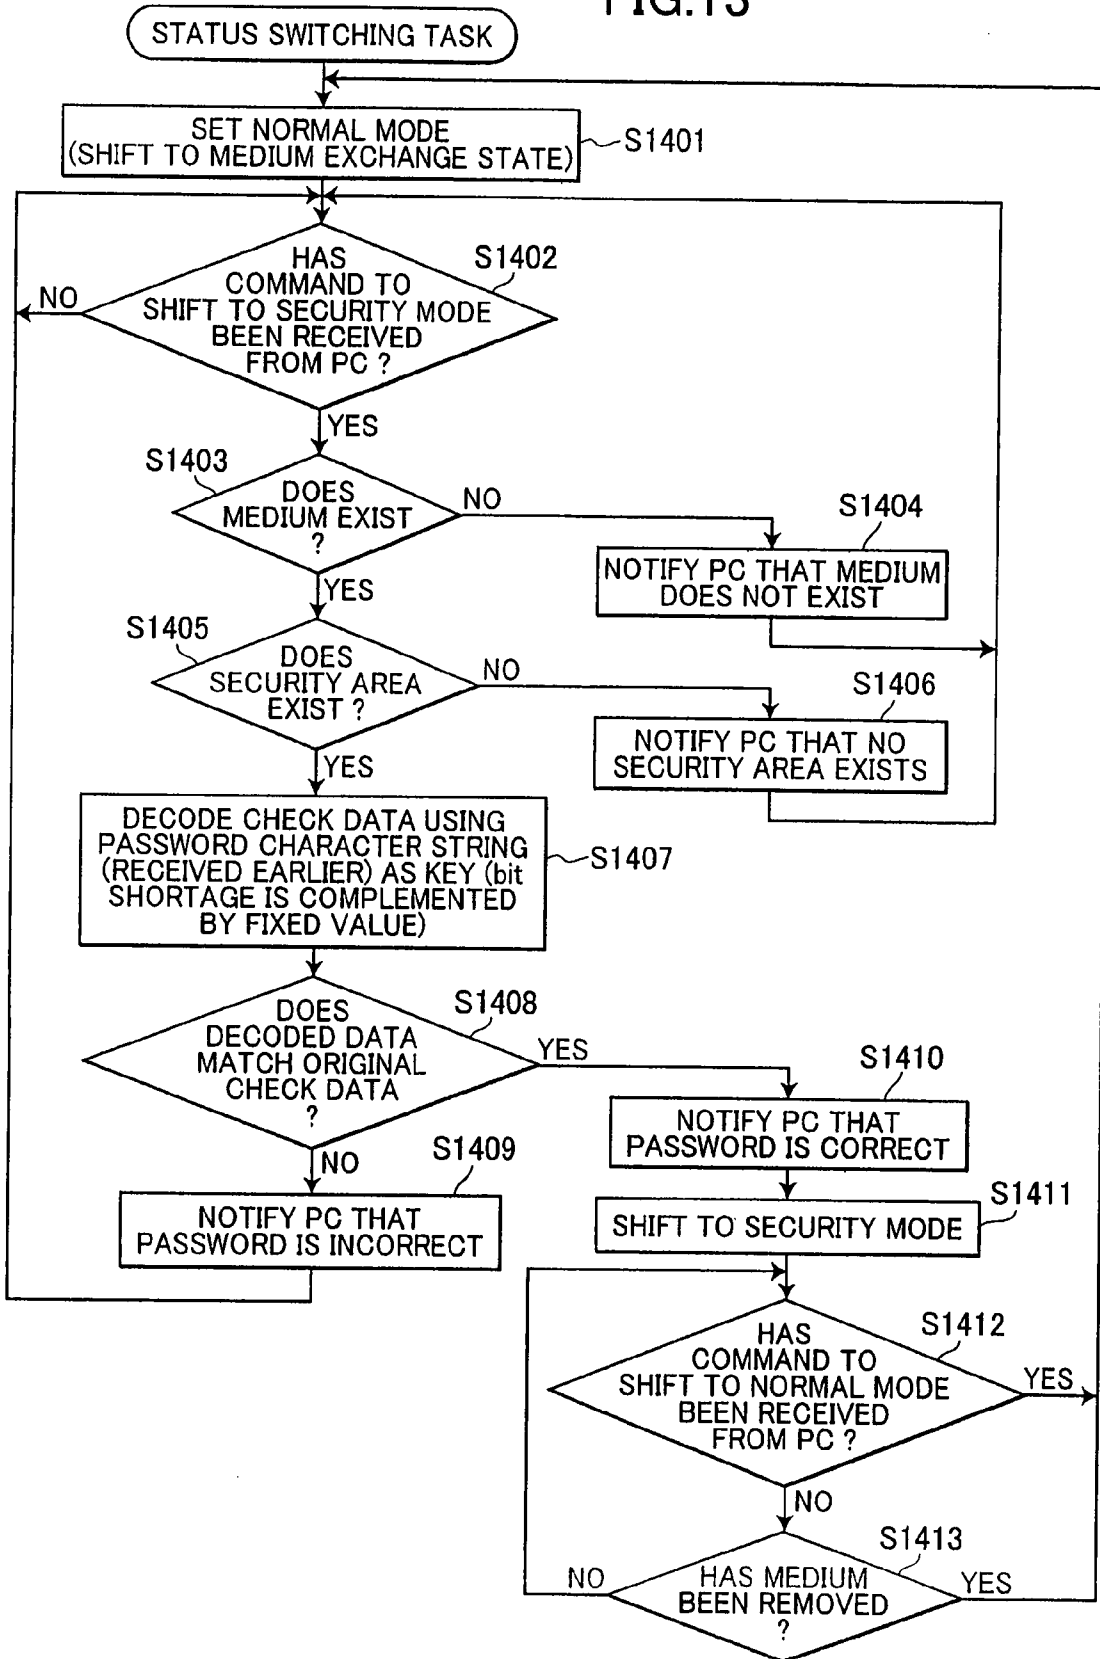 FIG.13
STATUS SWITCHING TASK
SET NORMAL MODE
(SHIFT TO MEDIUM EXCHANGE STATE)
S1401
HAS
COMMAND TO
SHIFT TO SECURITY MODE
BEEN RECEIVED
FROM PC ?
S1402
NO
YES
S1403
DOES
MEDIUM EXIST
?
NO
S1404
NOTIFY PC THAT MEDIUM
DOES NOT EXIST
YES
S1405
DOES
SECURITY AREA
EXIST ?
NO
S1406
NOTIFY PC THAT NO
SECURITY AREA EXISTS
YES
DECODE CHECK DATA USING
PASSWORD CHARACTER STRING
(RECEIVED EARLIER) AS KEY (bit
SHORTAGE IS COMPLEMENTED
BY FIXED VALUE)
S1407
DOES
DECODED DATA
MATCH ORIGINAL
CHECK DATA
?
S1408
YES
NO
S1409
NOTIFY PC THAT
PASSWORD IS INCORRECT
S1410
NOTIFY PC THAT
PASSWORD IS CORRECT
S1411
SHIFT TO SECURITY MODE
HAS
COMMAND TO
SHIFT TO NORMAL MODE
BEEN RECEIVED
FROM PC ?
S1412
YES
NO
S1413
HAS MEDIUM
BEEN REMOVED
?
NO
YES